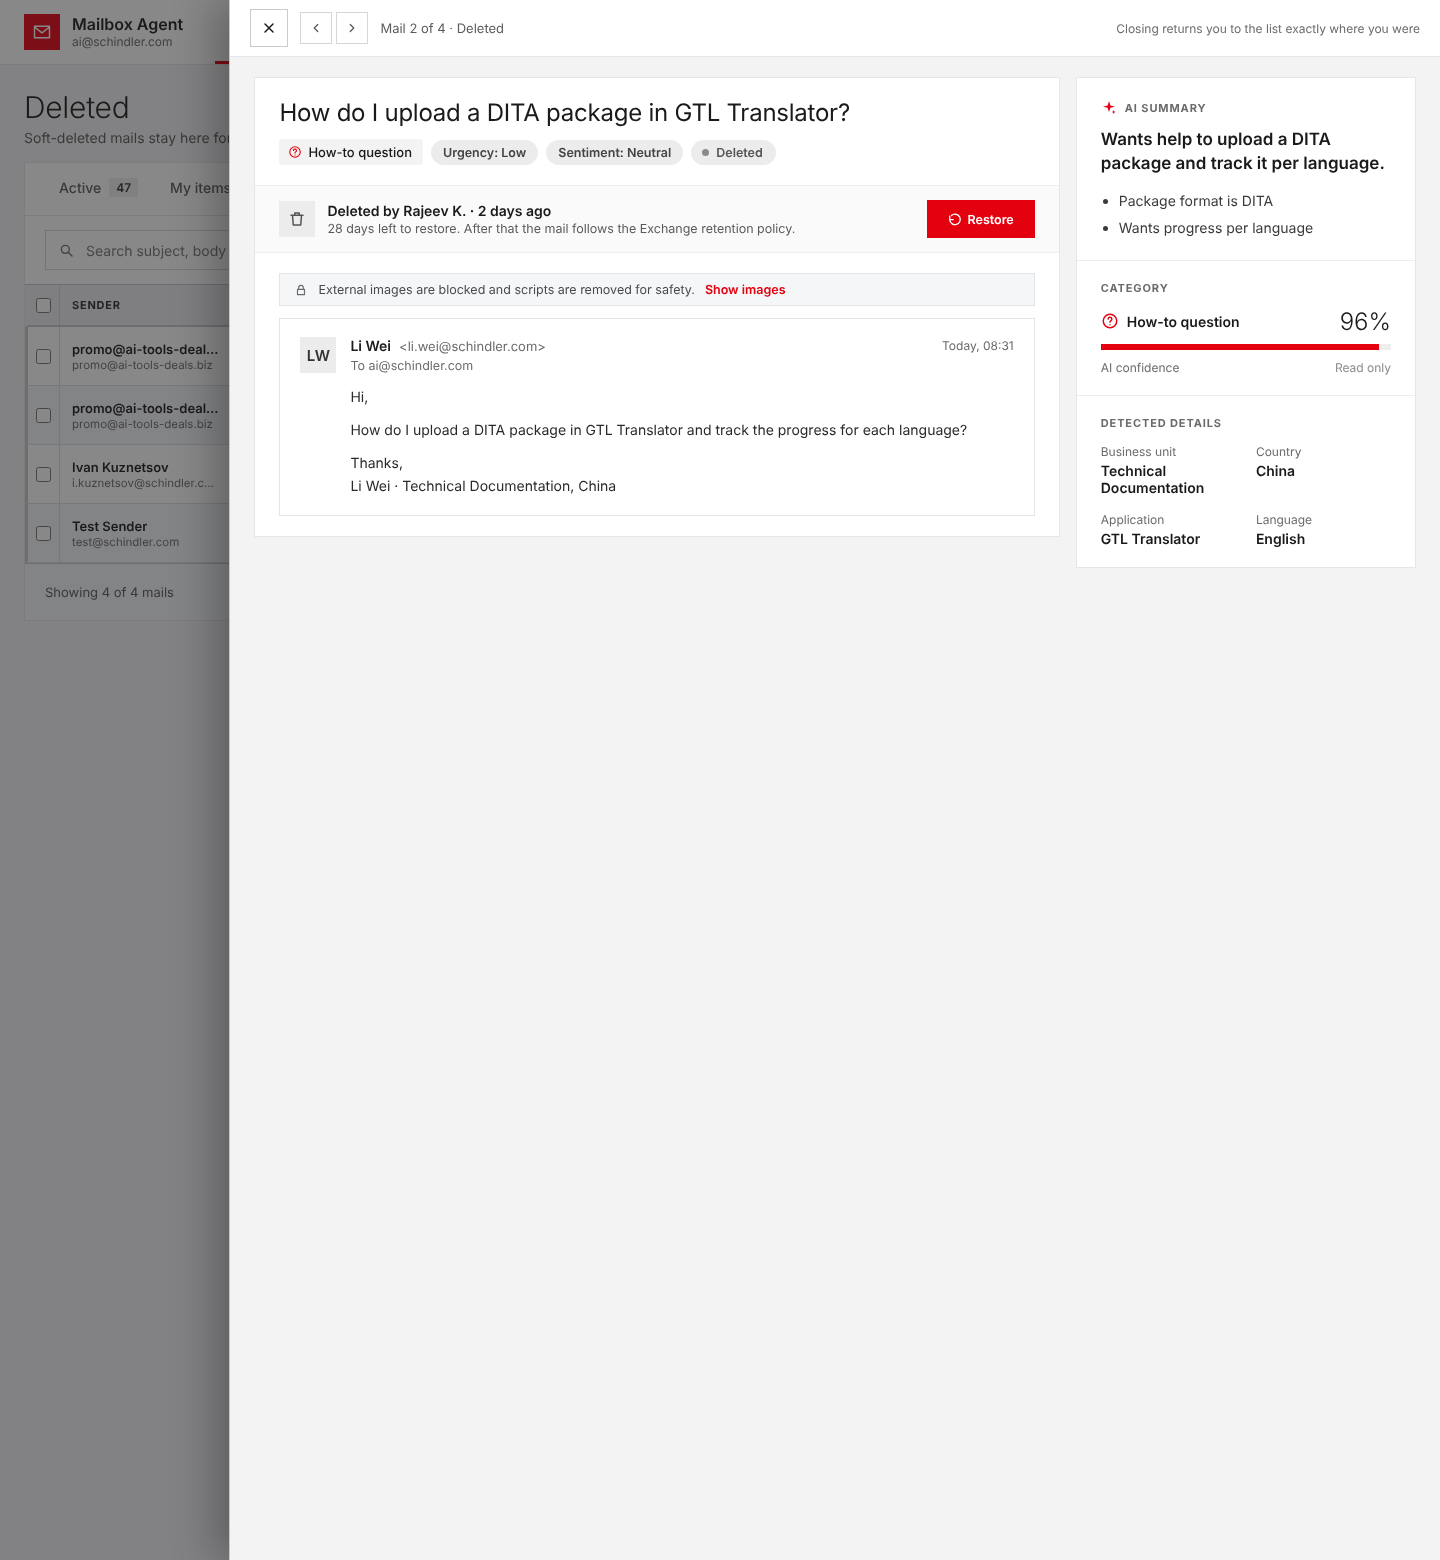 Mailbox Agent
ai@schindler.com
Deleted
Soft-deleted mails stay here
Active 47 My items
Search subject, body
SENDER
promo@ai-tools-deal...
promo@ai-tools-deals.biz
promo@ai-tools-deal...
promo@ai-tools-deals.biz
Ivan Kuznetsov
i.kuznetsov@schindler.c...
Test Sender
test@schindler.com
Showing 4 of 4 mails
Mail 2 of 4 · Deleted
Closing returns you to the list exactly where you were
How do I upload a DITA package in GTL Translator?
How-to question Urgency: Low Sentiment: Neutral Deleted
Deleted by Rajeev K. · 2 days ago
28 days left to restore. After that the mail follows the Exchange retention policy.
Restore
External images are blocked and scripts are removed for safety. Show images
LW
Li Wei <li.wei@schindler.com>
Today, 08:31
To ai@schindler.com
Hi,
How do I upload a DITA package in GTL Translator and track the progress for each language?
Thanks,
Li Wei · Technical Documentation, China
AI SUMMARY
Wants help to upload a DITA
package and track it per language.
• Package format is DITA
• Wants progress per language
CATEGORY
How-to question 96%
AI confidence Read only
DETECTED DETAILS
Business unit Country
Technical China
Documentation
Application Language
GTL Translator English